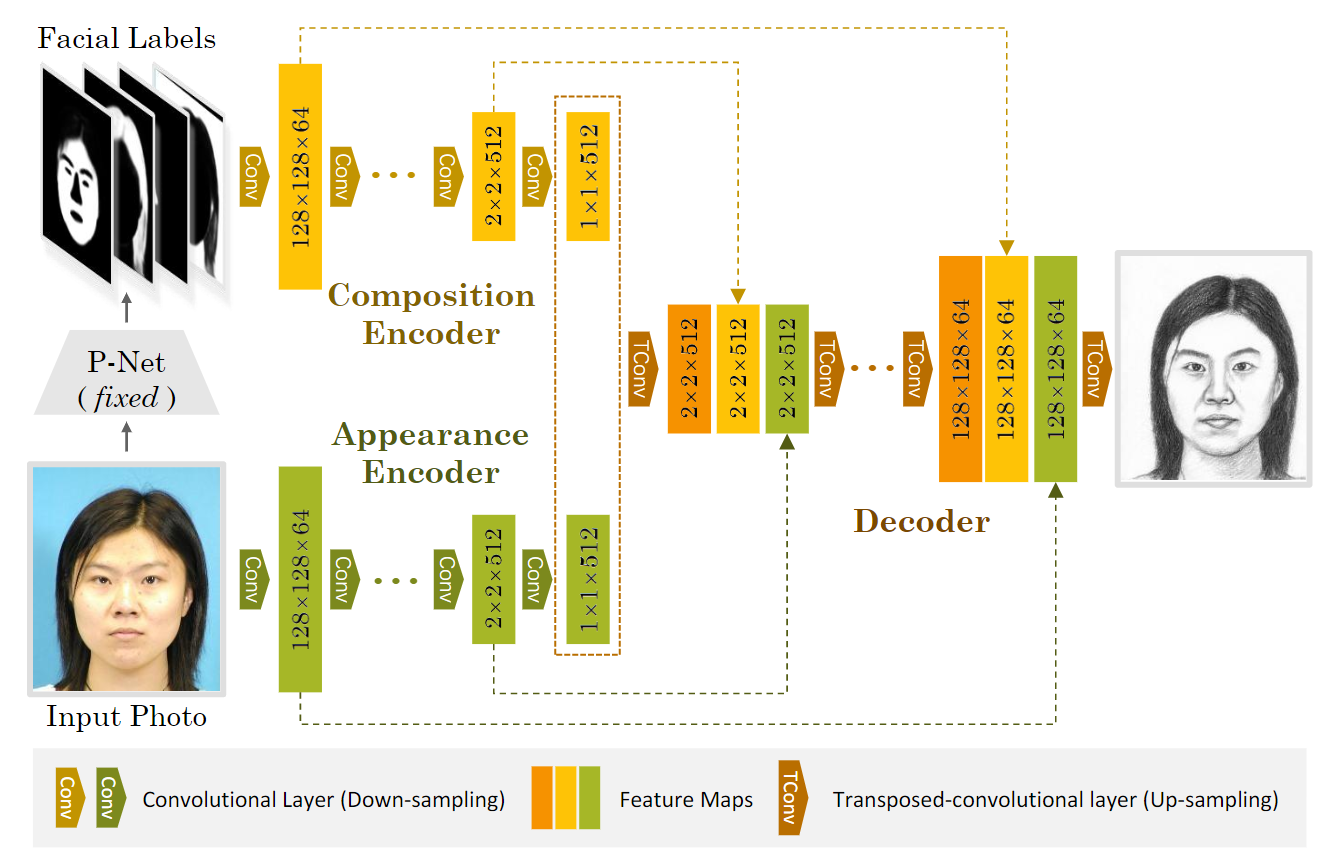 Facial Labels
Conv
128×128×64
Conv
Conv
2×2×512
Conv
1×1×512
Composition
Encoder
P-Net
( fixed )
TConv
2×2×512
2×2×512
2×2×512
TConv
TConv
128×128×64
128×128×64
128×128×64
TConv
Appearance
Encoder
Decoder
Conv
128×128×64
Conv
Conv
2×2×512
Conv
1×1×512
Input Photo
Conv
Conv
Convolutional Layer (Down-sampling)
Feature Maps
TConv
Transposed-convolutional layer (Up-sampling)